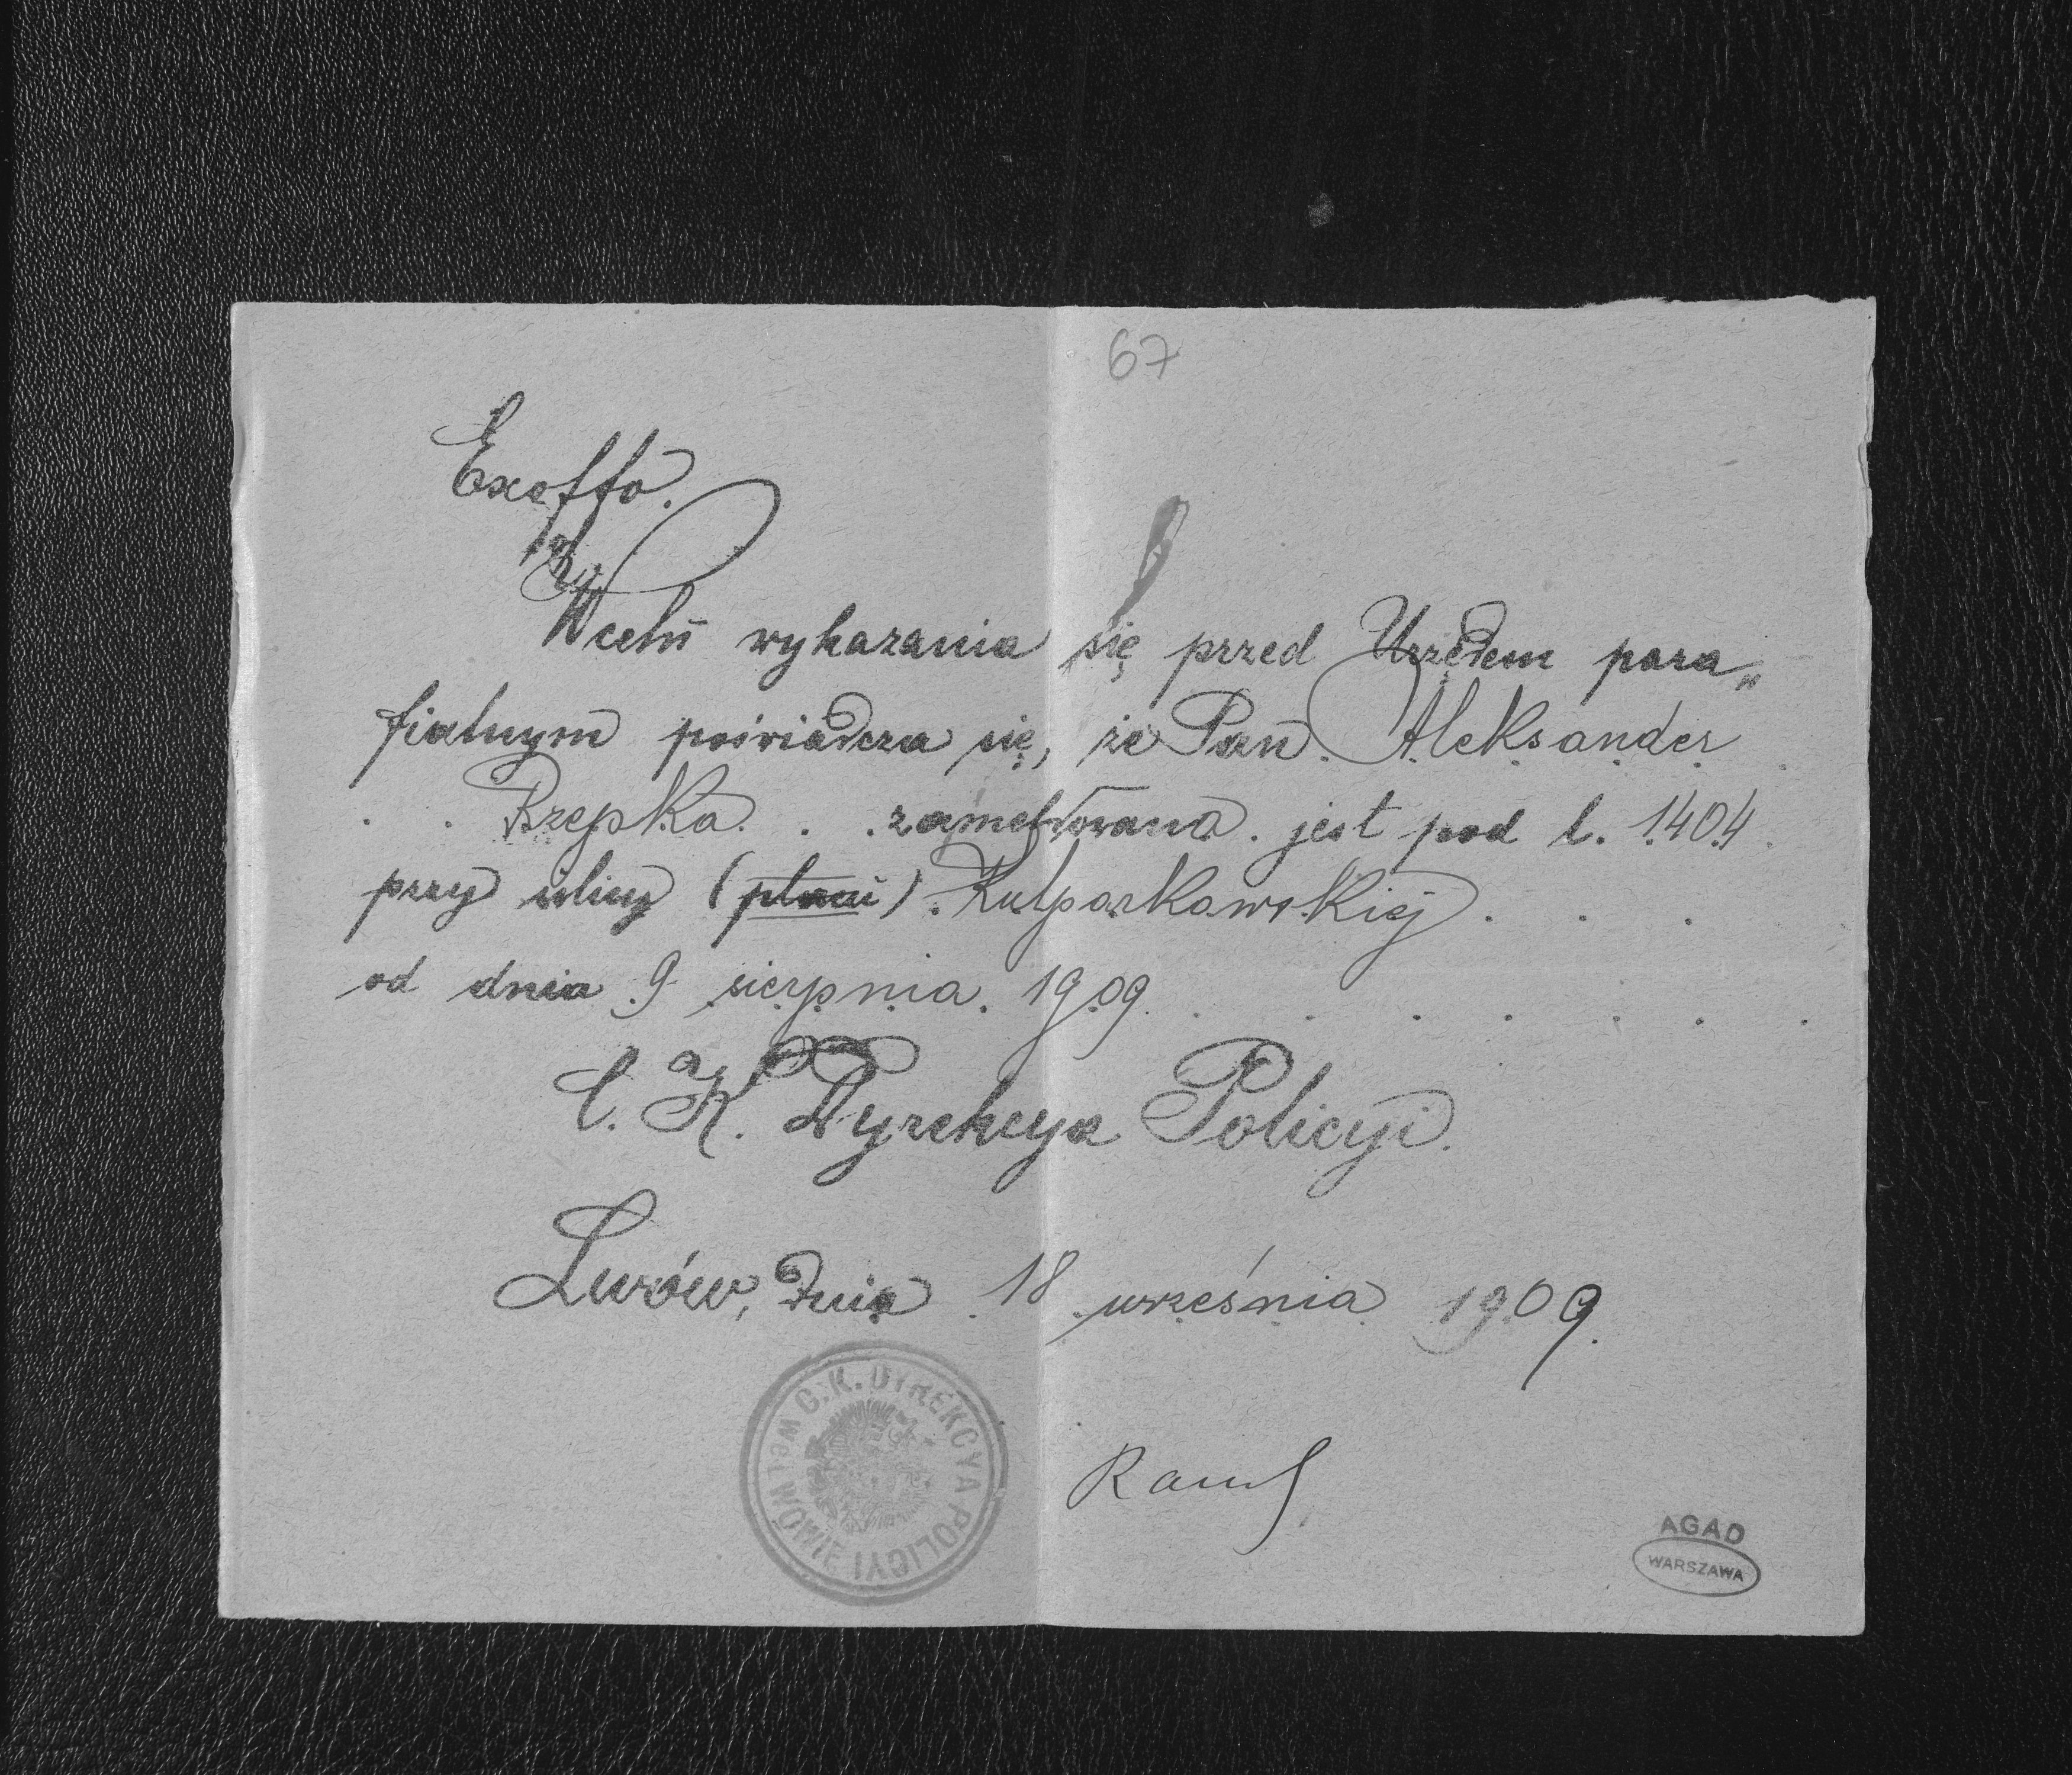 67
Exoffo.
W celu wykazania się przed Urzędem para„
fialnym poświadcza się, że Pan Aleksander
Rzepka zameldowana jest pod l. 1404
przy ulicy (placu) Kulparkowskiej
od dnia 9 sierpnia 1909
C. K. Dyrekcya Policyi.
Lwów, dnia 18 września 1909.
C. K. DYREKCYA POLICYI we LWOWIE
AGAD
WARSZAWA